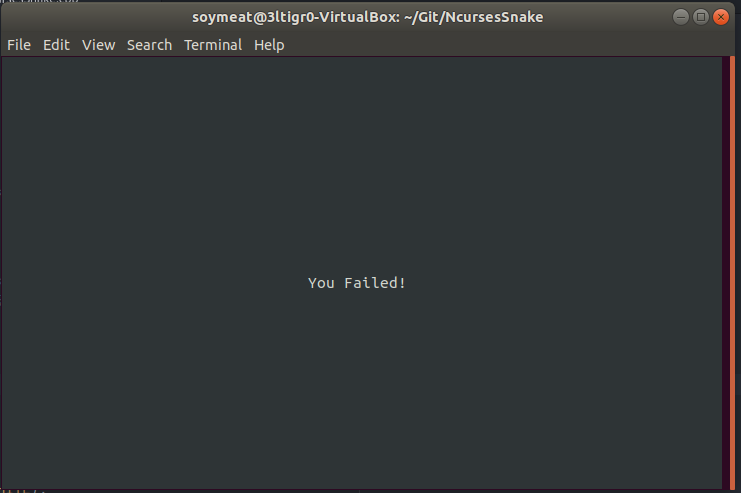 soymeat@3ltigr0-VirtualBox: ~/Git/NcursesSnake
File Edit View Search Terminal Help
You Failed!